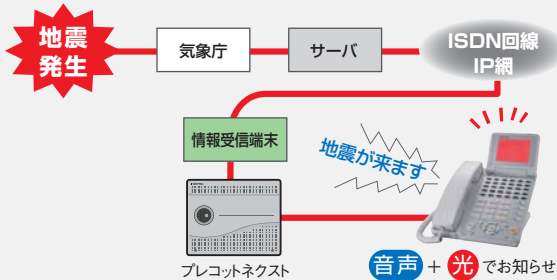 地震
発生
気象庁
サーバ
ISDN回線
IP網
情報受信端末
地震が来ます
プレコットネクスト
音声+光でお知らせ